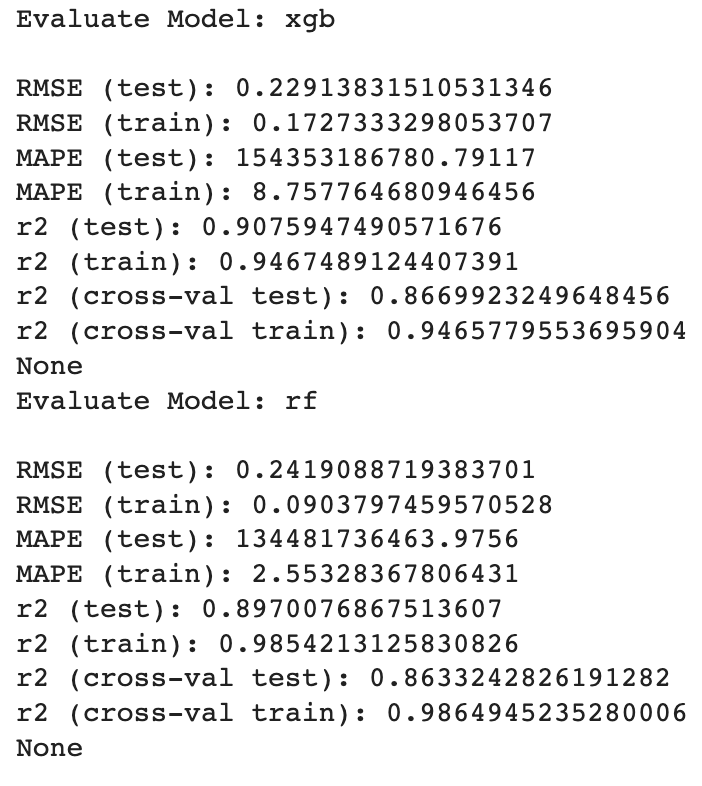 Evaluate Model: xgb
RMSE (test): 0.22913831510531346
RMSE (train): 0.1727333298053707
MAPE (test): 154353186780.79117
MAPE (train): 8.757764680946456
r2 (test): 0.9075947490571676
r2 (train): 0.9467489124407391
r2 (cross-val test): 0.8669923249648456
r2 (cross-val train): 0.9465779553695904
None
Evaluate Model: rf
RMSE (test): 0.2419088719383701
RMSE (train): 0.0903797459570528
MAPE (test): 134481736463.9756
MAPE (train): 2.55328367806431
r2 (test): 0.8970076867513607
r2 (train): 0.9854213125830826
r2 (cross-val test): 0.8633242826191282
r2 (cross-val train): 0.9864945235280006
None